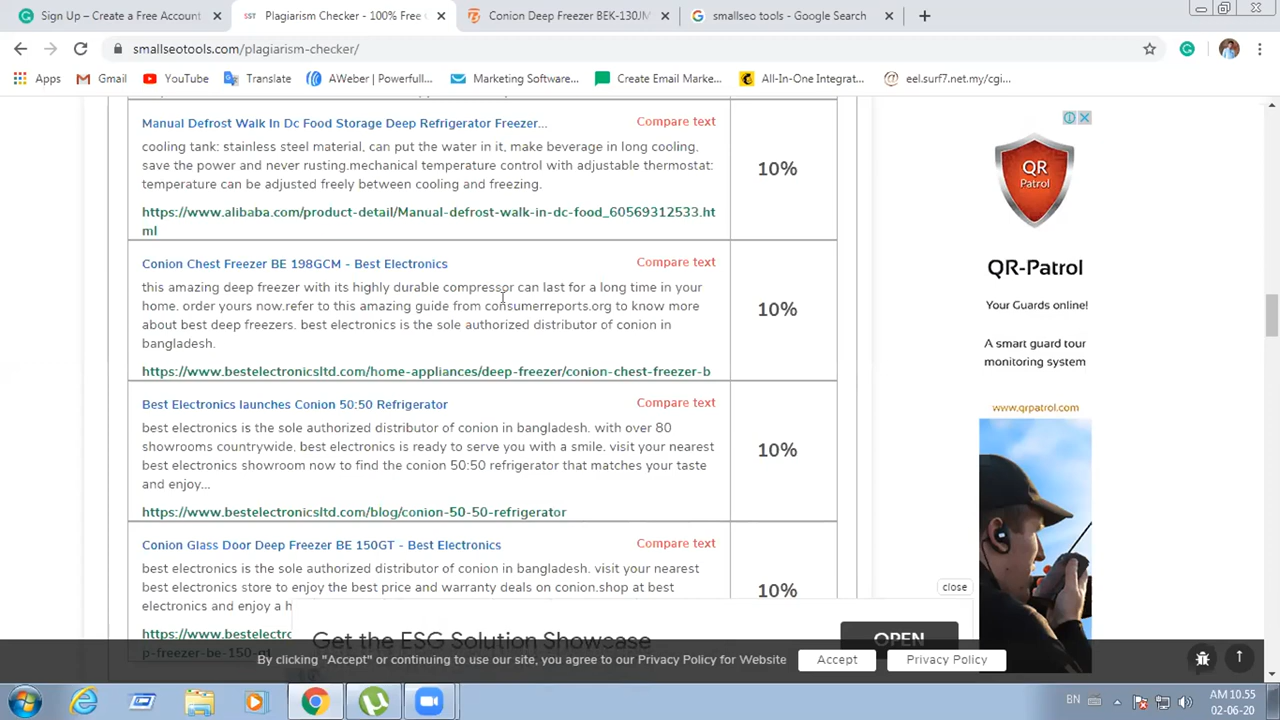 Sign Up – Create a Free Account
Plagiarism Checker - 100% Free
Conion Deep Freezer BEK-130JM
smallseo tools - Google Search
smallseotools.com/plagiarism-checker/
Apps
Gmail
YouTube
Translate
AWeber | Powerfull...
Marketing Software...
Create Email Marke...
All-In-One Integrat...
eel.surf7.net.my/cgi...
Manual Defrost Walk In Dc Food Storage Deep Refrigerator Freezer...
Compare text
cooling tank: stainless steel material, can put the water in it, make beverage in long cooling.
save the power and never rusting.mechanical temperature control with adjustable thermostat:
temperature can be adjusted freely between cooling and freezing.
10%
https://www.alibaba.com/product-detail/Manual-defrost-walk-in-dc-food_60569312533.ht
ml
Conion Chest Freezer BE 198GCM - Best Electronics
Compare text
this amazing deep freezer with its highly durable compressor can last for a long time in your
home. order yours now.refer to this amazing guide from consumerreports.org to know more
about best deep freezers. best electronics is the sole authorized distributor of conion in
bangladesh.
10%
https://www.bestelectronicsltd.com/home-appliances/deep-freezer/conion-chest-freezer-b
Best Electronics launches Conion 50:50 Refrigerator
Compare text
best electronics is the sole authorized distributor of conion in bangladesh. with over 80
showrooms countrywide. best electronics is ready to serve you with a smile. visit your nearest
best electronics showroom now to find the conion 50:50 refrigerator that matches your taste
and enjoy...
10%
https://www.bestelectronicsltd.com/blog/conion-50-50-refrigerator
Conion Glass Door Deep Freezer BE 150GT - Best Electronics
Compare text
best electronics is the sole authorized distributor of conion in bangladesh. visit your nearest
best electronics store to enjoy the best price and warranty deals on conion.shop at best
electronics and enjoy a h
10%
https://www.bestelectr
QR
Patrol
QR-Patrol
Your Guards online!
A smart guard tour
monitoring system
www.qrpatrol.com
close
Get the ESG Solution Showcase
OPEN
By clicking "Accept" or continuing to use our site, you agree to our Privacy Policy for Website
Accept
Privacy Policy
BN
AM 10.55
02-06-20